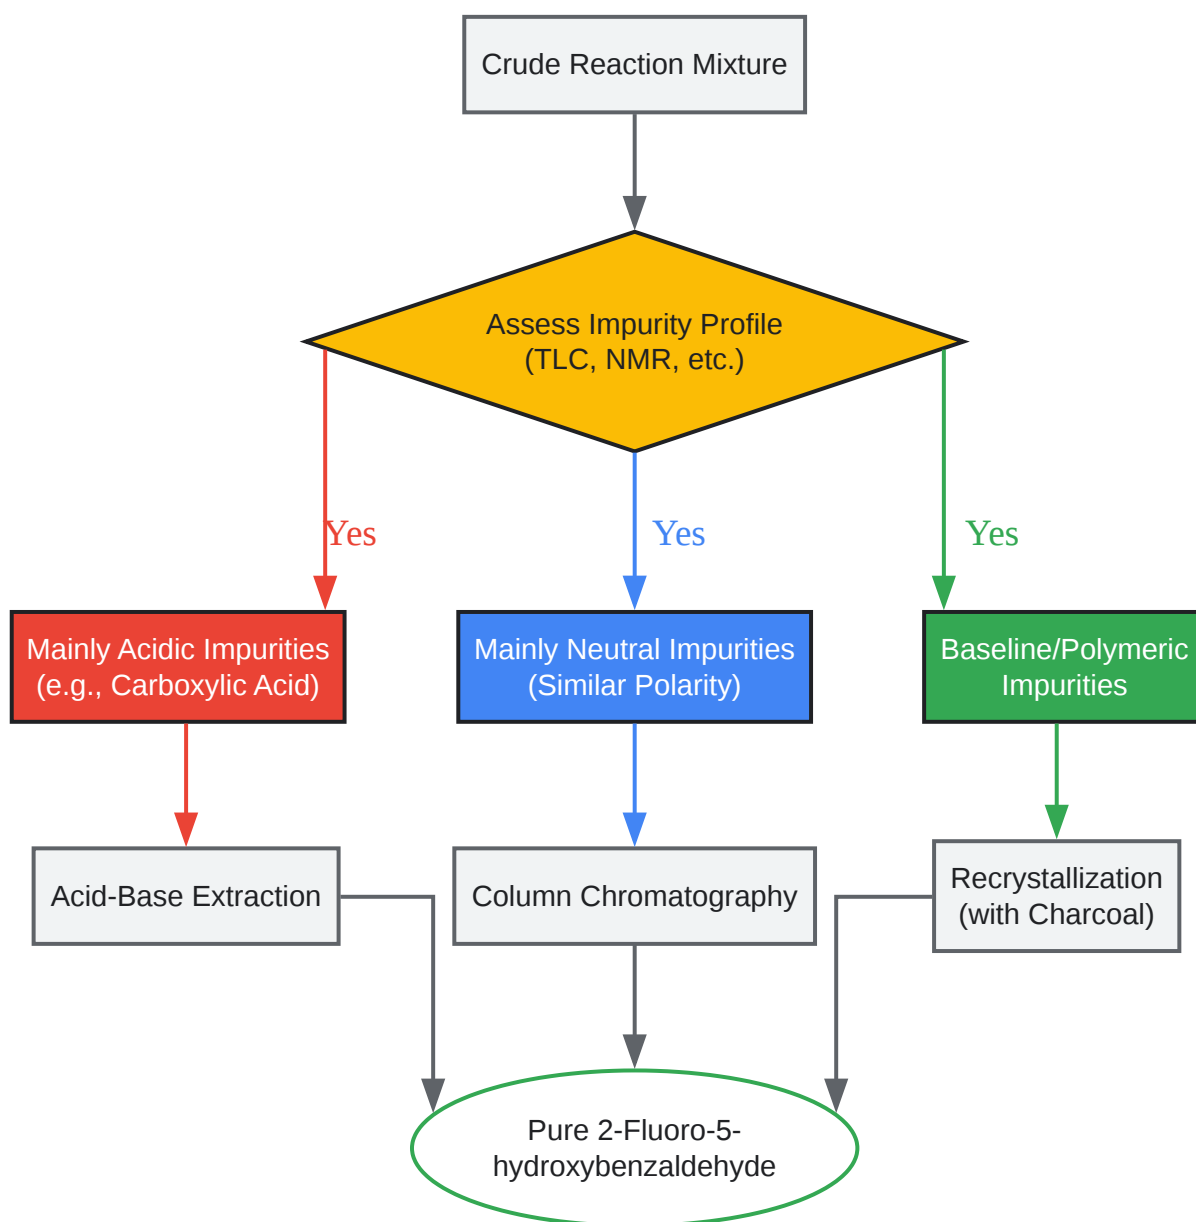 Crude Reaction Mixture
Assess Impurity Profile
(TLC, NMR, etc.)
Yes
Yes
Yes
Mainly Acidic Impurities
(e.g., Carboxylic Acid)
Mainly Neutral Impurities
(Similar Polarity)
Baseline/Polymeric
Impurities
Acid-Base Extraction
Column Chromatography
Recrystallization
(with Charcoal)
Pure 2-Fluoro-5-
hydroxybenzaldehyde